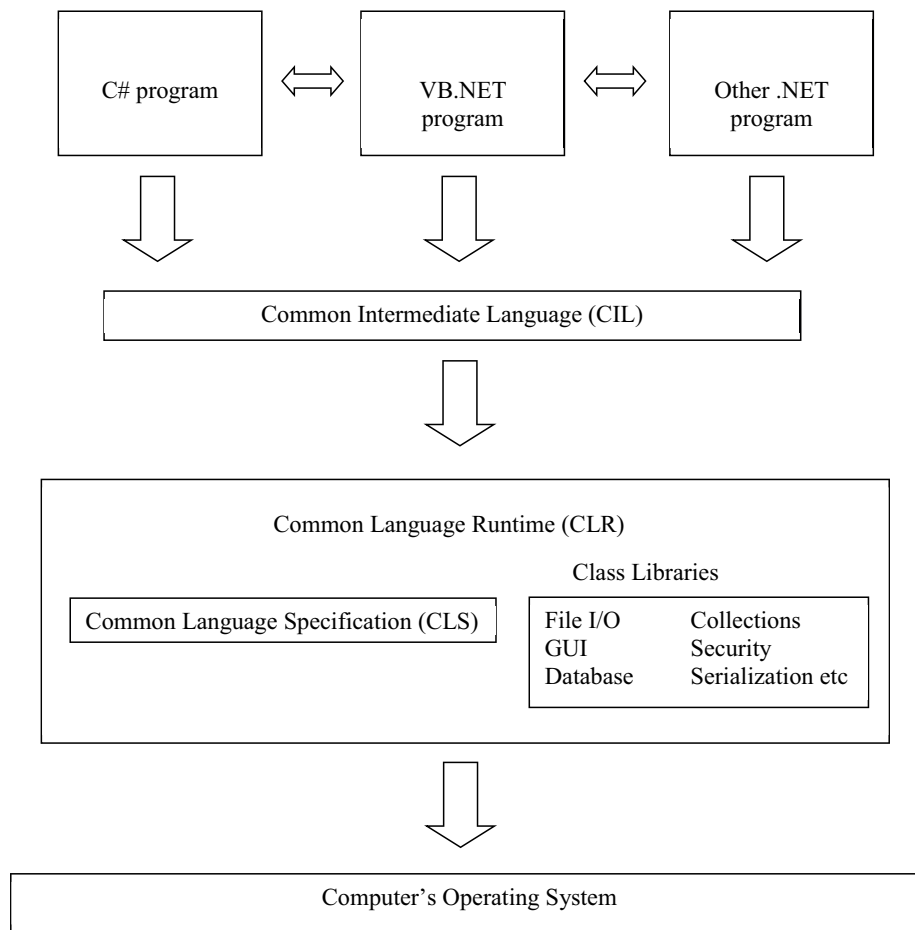 C# program
VB.NET
program
Other .NET
program
Common Intermediate Language (CIL)
Common Language Runtime (CLR)
Class Libraries
Common Language Specification (CLS)
File I/O Collections
GUI Security
Database Serialization etc
Computer’s Operating System